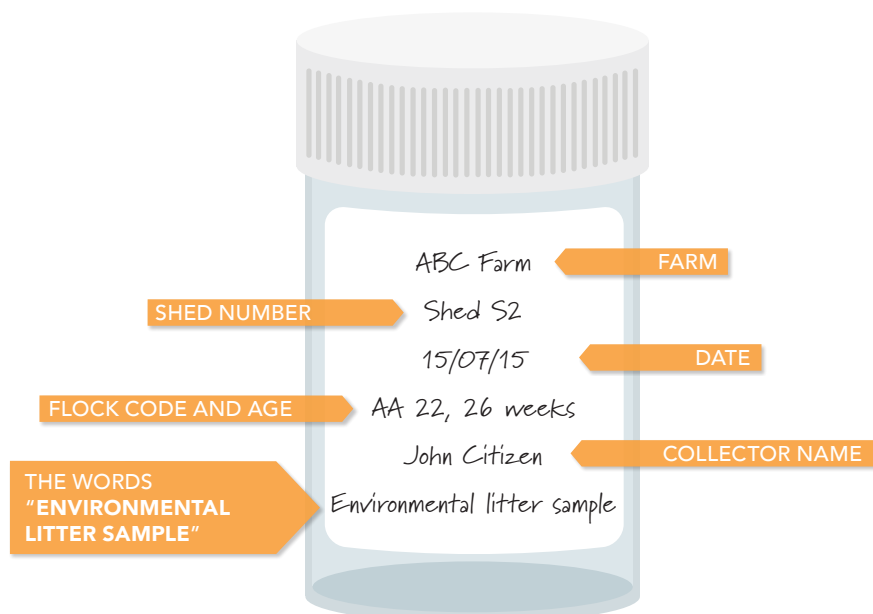 ABC Farm
FARM
SHED NUMBER
Shed S2
15/07/15
DATE
FLOCK CODE AND AGE
AA 22, 26 weeks
John Citizen
COLLECTOR NAME
THE WORDS
"ENVIRONMENTAL
LITTER SAMPLE"
Environmental litter sample